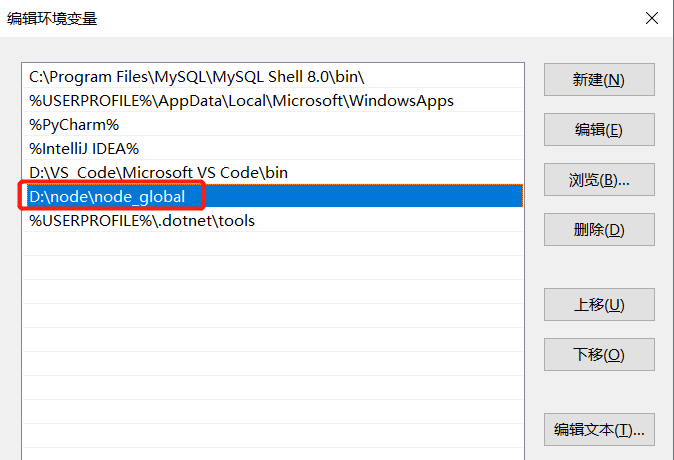 编辑环境变量
C:\Program Files\MySQL\MySQL Shell 8.0\bin\
%USERPROFILE%\AppData\Local\Microsoft\WindowsApps
%PyCharm%
%IntelliJ IDEA%
D:\VS_Code\Microsoft VS Code\bin
D:\node\node_global
%USERPROFILE%\.dotnet\tools
新建(N)
编辑(E)
浏览(B)...
删除(D)
上移(U)
下移(O)
编辑文本(T)...